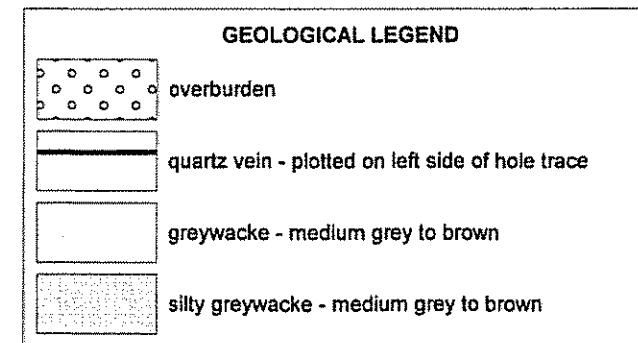 GEOLOGICAL LEGEND
overburden
quartz vein - plotted on left side of hole trace
greywacke - medium grey to brown
silty greywacke - medium grey to brown